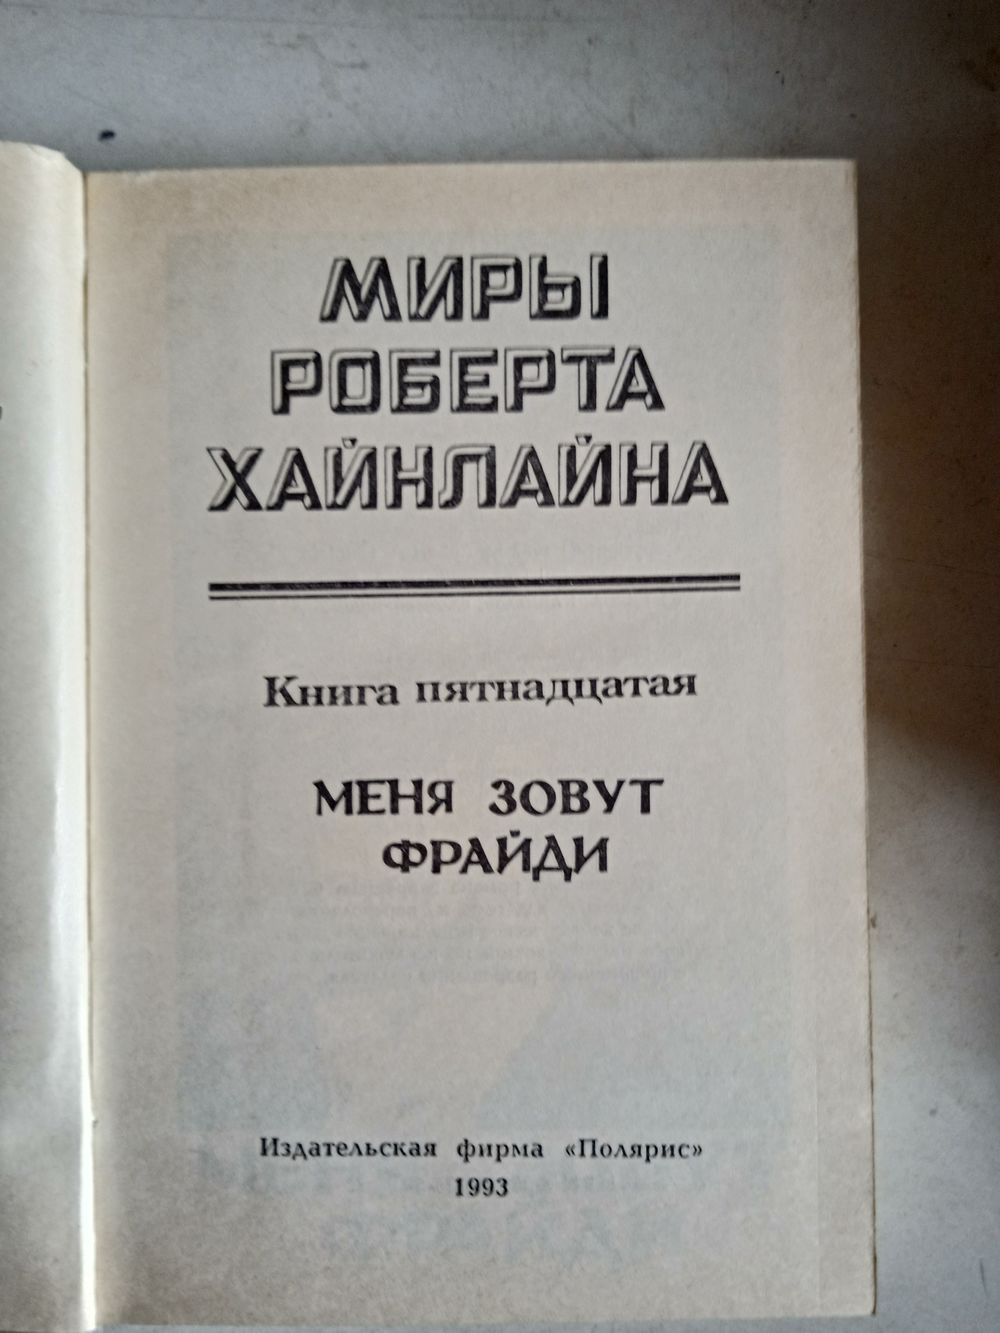 МИРЫ
РОБЕРТА
ХАЙНЛАЙНА
Книга пятнадцатая
МЕНЯ ЗОВУТ
ФРАЙДИ
Издательская фирма «Полярис»
1993